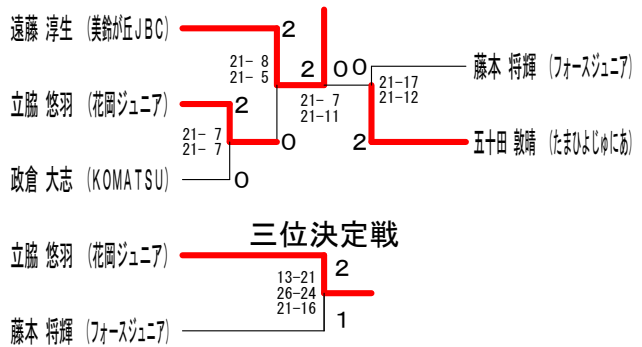 遠藤 淳生 (美鈴が丘JBC)
2
21- 8
21- 5
2
0
0
藤本 将輝 (フォースジュニア)
21-17
21-12
21- 7
21-11
立脇 悠羽 (花岡ジュニア)
2
21- 7
21- 7
0
2
五十田 敦晴 (たまひよじゅにあ)
政倉 大志 (KOMATSU)
0
三位決定戦
立脇 悠羽 (花岡ジュニア)
2
13-21
26-24
21-16
1
藤本 将輝 (フォースジュニア)